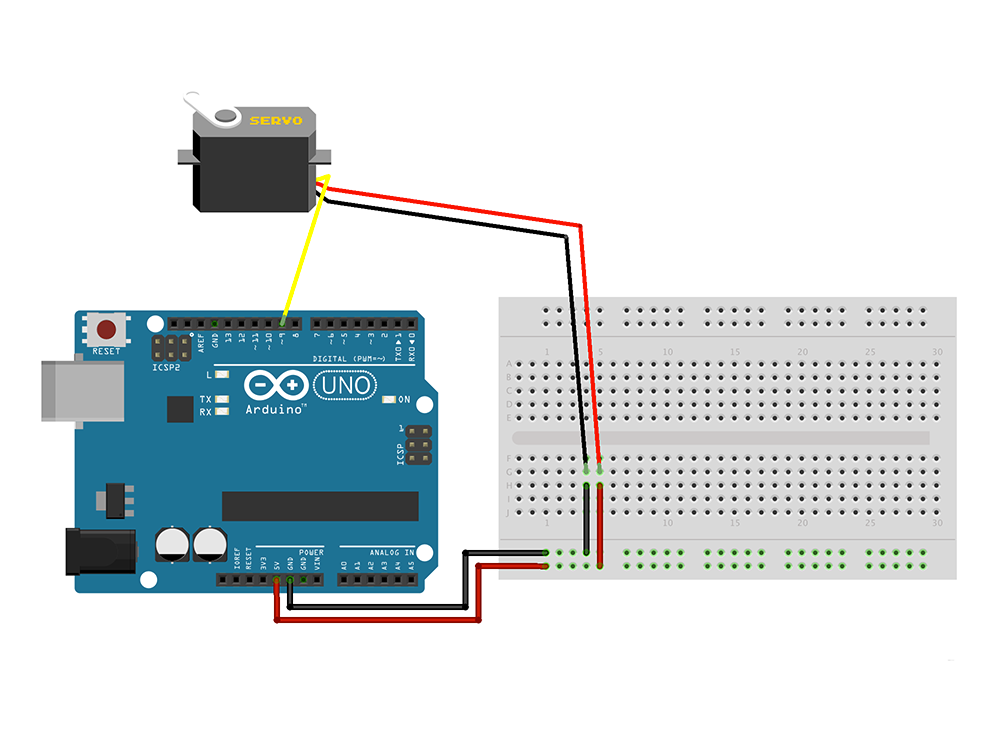 SERVO
RESET
ICSP2
AREF
GND
13
12
~11
~10
~9
8
7
~6
~5
4
~3
2
TX0▶1
RX0◀0
DIGITAL (PWM=~)
L
TX
RX
UNO
Arduino™
ON
1
ICSP
IOREF
RESET
3V3
5V
GND
GND
VIN
POWER
A0
A1
A2
A3
A4
A5
ANALOG IN
1 5 10 15 20 25 30
A
B
C
D
E
F
G
H
I
J
1 10 15 20 25 30